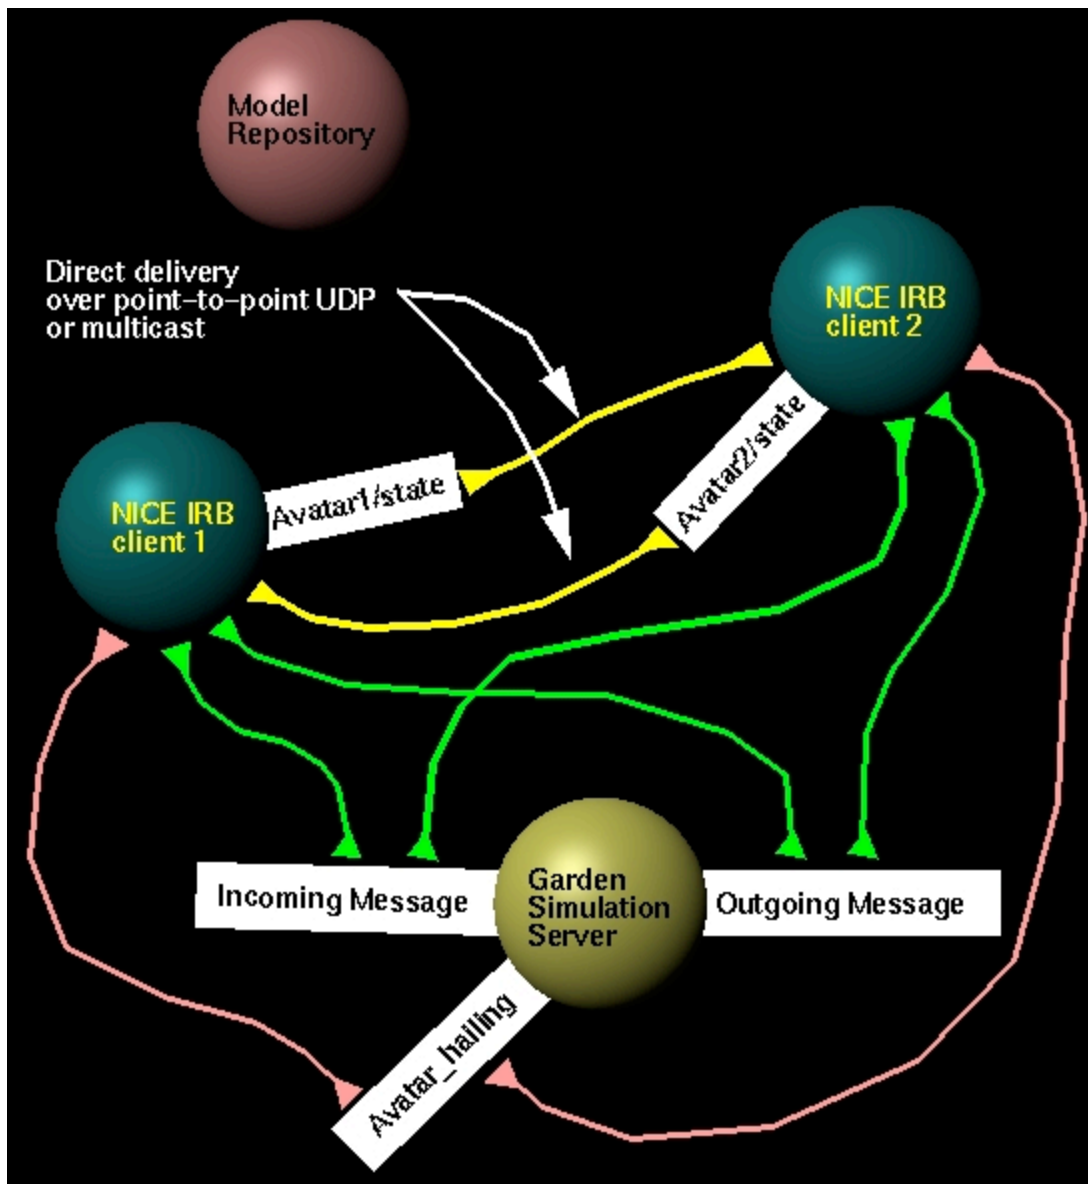 Model
Repository
Direct delivery
over point-to-point UDP
or multicast
NICE IRB
client 2
Avatar2/state
Avatar1/state
NICE IRB
client 1
Incoming Message
Garden
Simulation
Server
Outgoing Message
Avatar_hailing